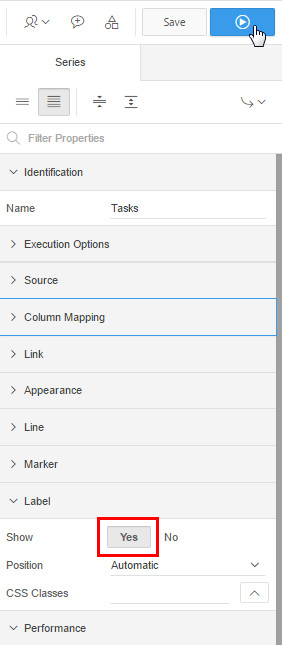 Save
Series
Filter Properties
Identification
Name Tasks
Execution Options
Source
Column Mapping
Link
Appearance
Line
Marker
Label
Show Yes No
Position Automatic
CSS Classes
Performance